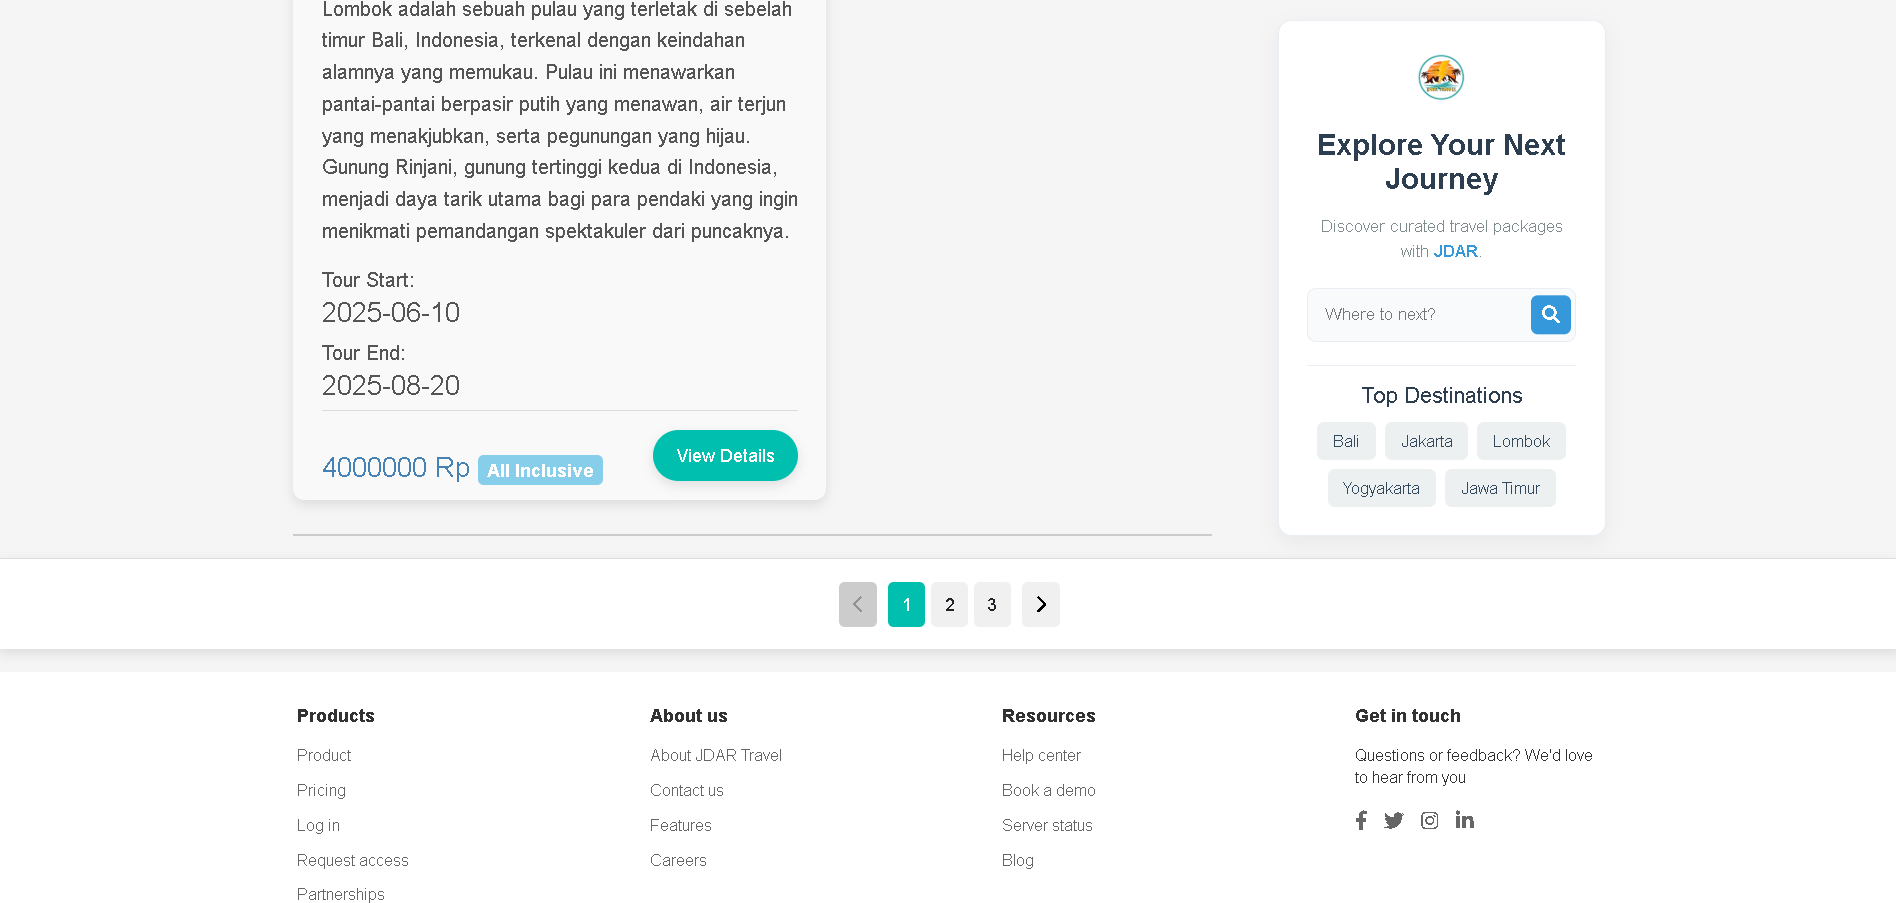 Lombok adalah sebuah pulau yang terletak di sebelah
timur Bali, Indonesia, terkenal dengan keindahan
alamnya yang memukau. Pulau ini menawarkan
pantai-pantai berpasir putih yang menawan, air terjun
yang menakjubkan, serta pegunungan yang hijau.
Gunung Rinjani, gunung tertinggi kedua di Indonesia,
menjadi daya tarik utama bagi para pendaki yang ingin
menikmati pemandangan spektakuler dari puncaknya.
Tour Start:
2025-06-10
Tour End:
2025-08-20
4000000 Rp All Inclusive
View Details
Explore Your Next
Journey
Discover curated travel packages
with JDAR.
Where to next?
Top Destinations
Bali Jakarta Lombok
Yogyakarta Jawa Timur
1 2 3
Products
Product
Pricing
Log in
Request access
Partnerships
About us
About JDAR Travel
Contact us
Features
Careers
Resources
Help center
Book a demo
Server status
Blog
Get in touch
Questions or feedback? We'd love
to hear from you